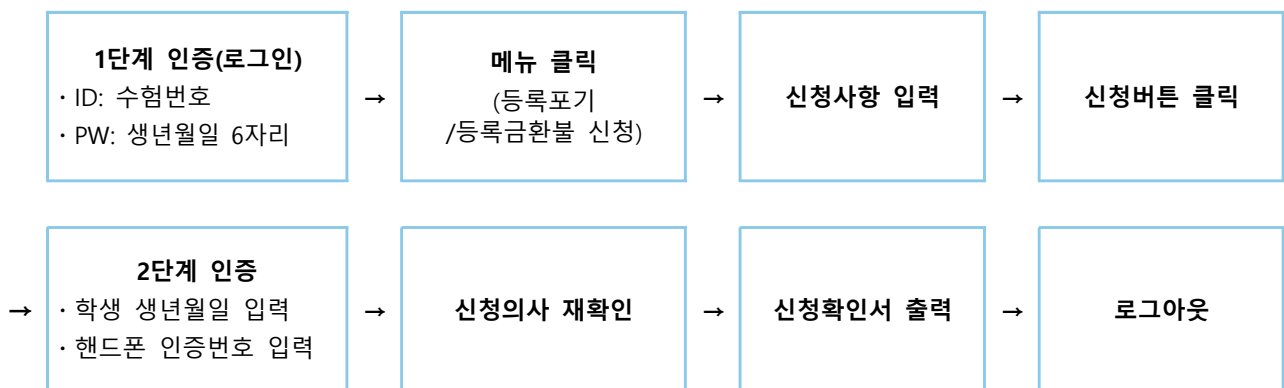 1단계 인증(로그인)
· ID: 수험번호
· PW: 생년월일 6자리
→
메뉴 클릭
(등록포기
/등록금환불 신청)
→
신청사항 입력
→
신청버튼 클릭
→
2단계 인증
· 학생 생년월일 입력
· 핸드폰 인증번호 입력
→
신청의사 재확인
→
신청확인서 출력
→
로그아웃